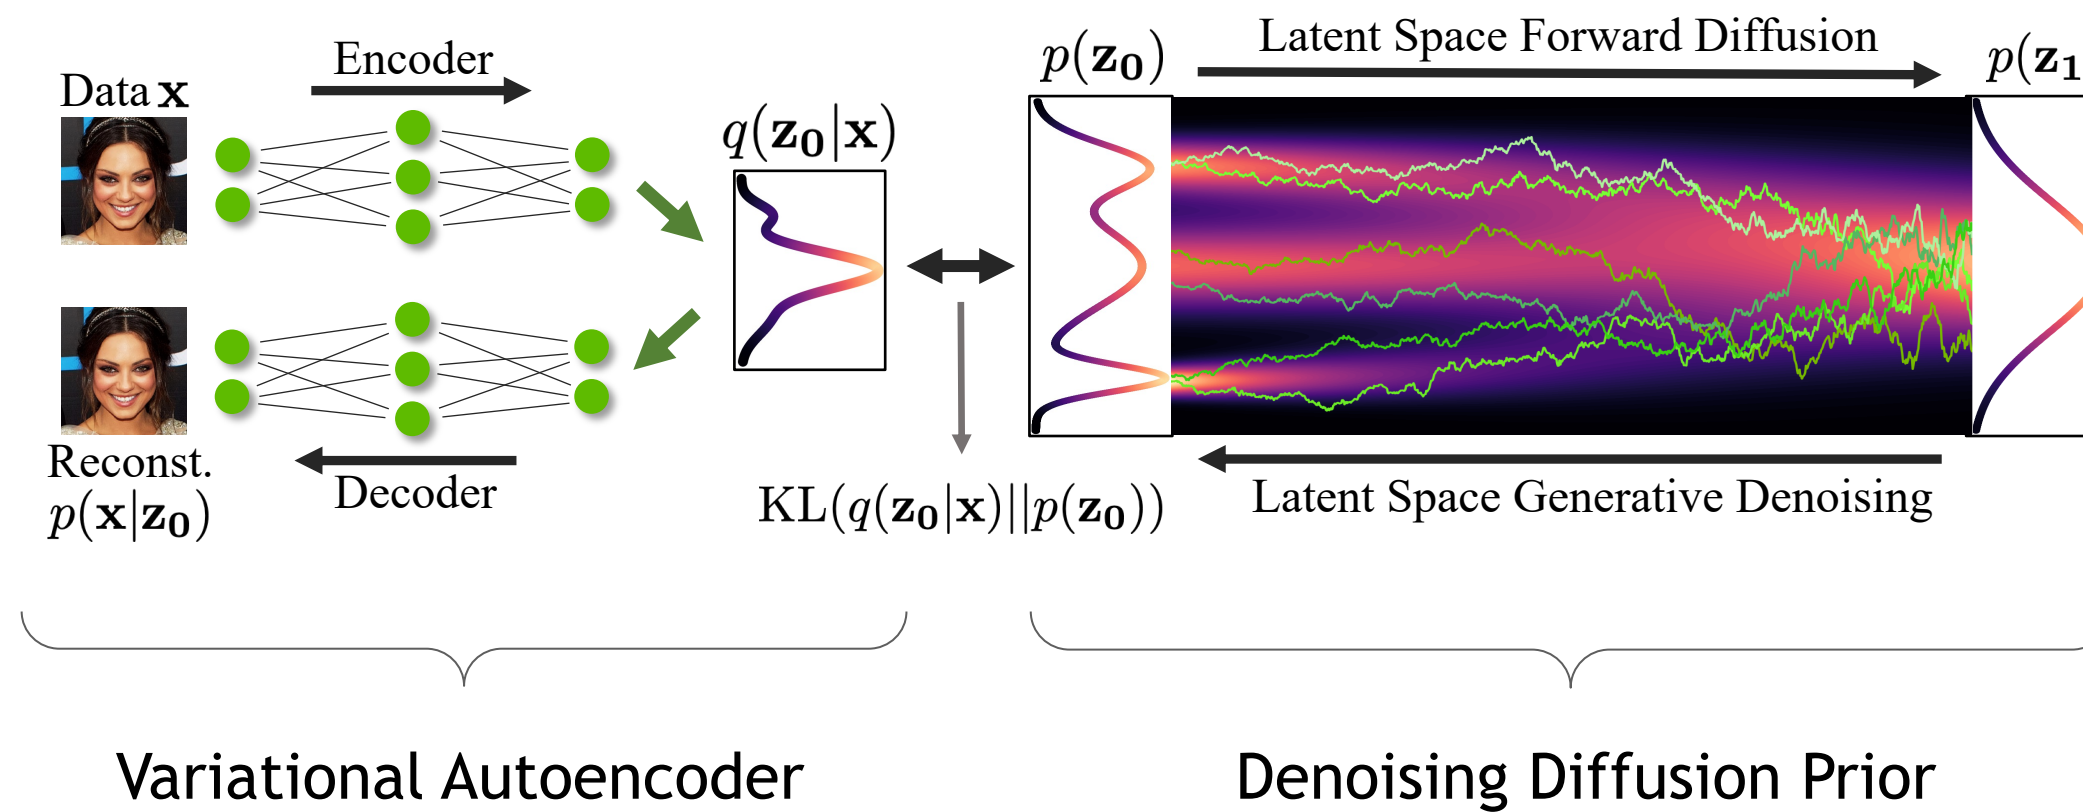 Data x
Encoder
q(z₀|x)
Reconst.
p(x|z₀)
Decoder
KL(q(z₀|x)||p(z₀))
p(z₀)
Latent Space Forward Diffusion
p(z₁
Latent Space Generative Denoising
Variational Autoencoder
Denoising Diffusion Prior